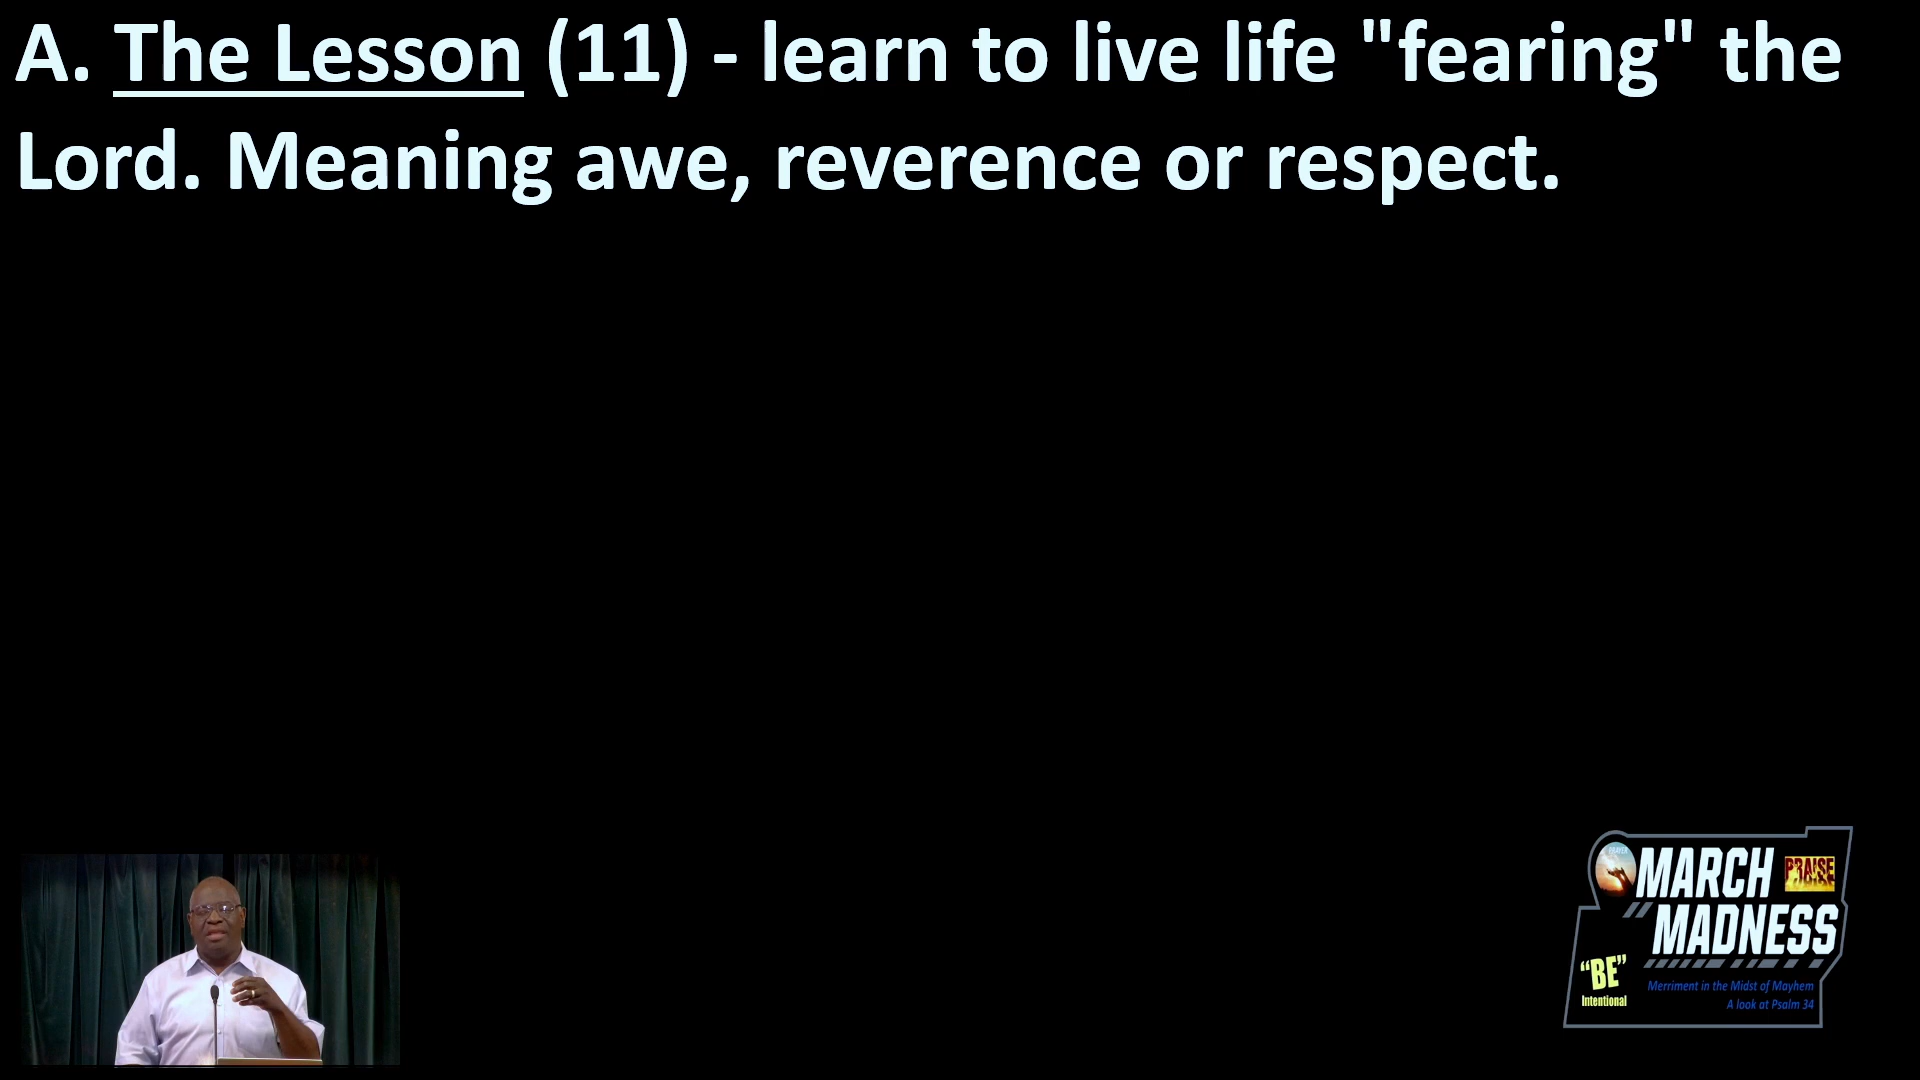 A. The Lesson (11) - learn to live life "fearing" the
Lord. Meaning awe, reverence or respect.
PRAYER
MARCH
PRAISE
MADNESS
"BE"
Intentional
Merriment in the Midst of Mayhem
A look at Psalm 34